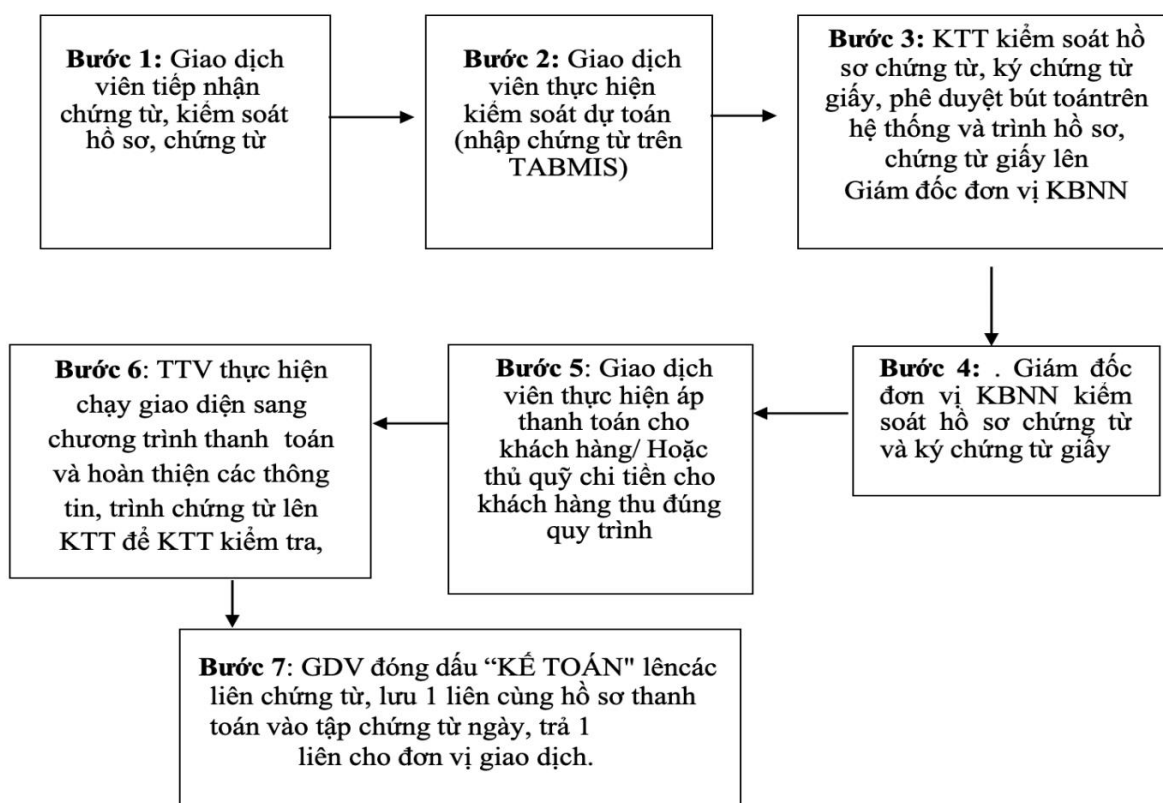 Bước 1: Giao dịch
viên tiếp nhận
chứng từ, kiểm soát
hồ sơ, chứng từ
Bước 2: Giao dịch
viên thực hiện
kiểm soát dự toán
(nhập chứng từ trên
TABMIS)
Bước 3: KTT kiểm soát hồ
sơ chứng từ, ký chứng từ
giấy, phê duyệt bút toántrên
hệ thống và trình hồ sơ,
chứng từ giấy lên
Giám đốc đơn vị KBNN
Bước 4: . Giám đốc
đơn vị KBNN kiểm
soát hồ sơ chứng từ
và ký chứng từ giấy
Bước 5: Giao dịch
viên thực hiện áp
thanh toán cho
khách hàng/ Hoặc
thủ quỹ chi tiền cho
khách hàng thu đúng
quy trình
Bước 6: TTV thực hiện
chạy giao diện sang
chương trình thanh toán
và hoàn thiện các thông
tin, trình chứng từ lên
KTT để KTT kiểm tra,
Bước 7: GDV đóng dấu “KẾ TOÁN" lêncác
liên chứng từ, lưu 1 liên cùng hồ sơ thanh
toán vào tập chứng từ ngày, trả 1
liên cho đơn vị giao dịch.